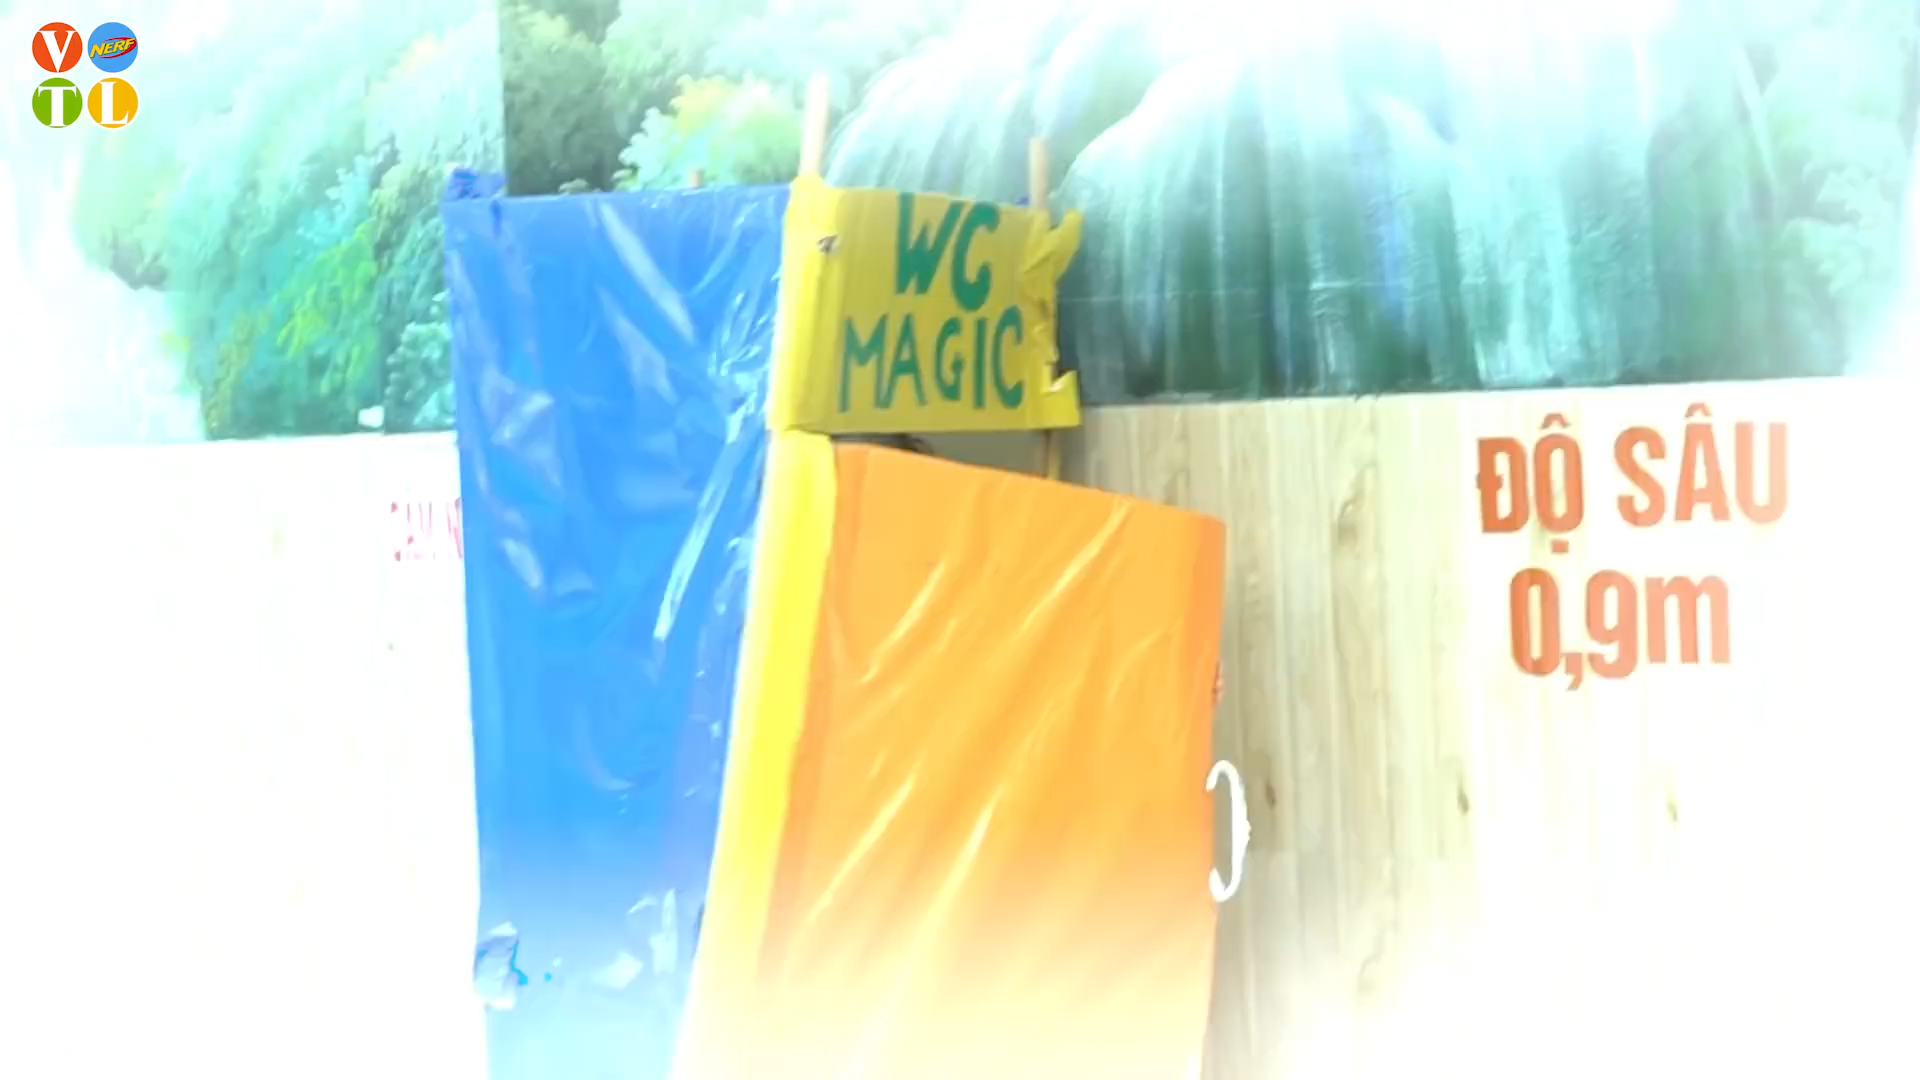 V NERF
T L
WC
MAGIC
ĐỘ SÂU
0,9m